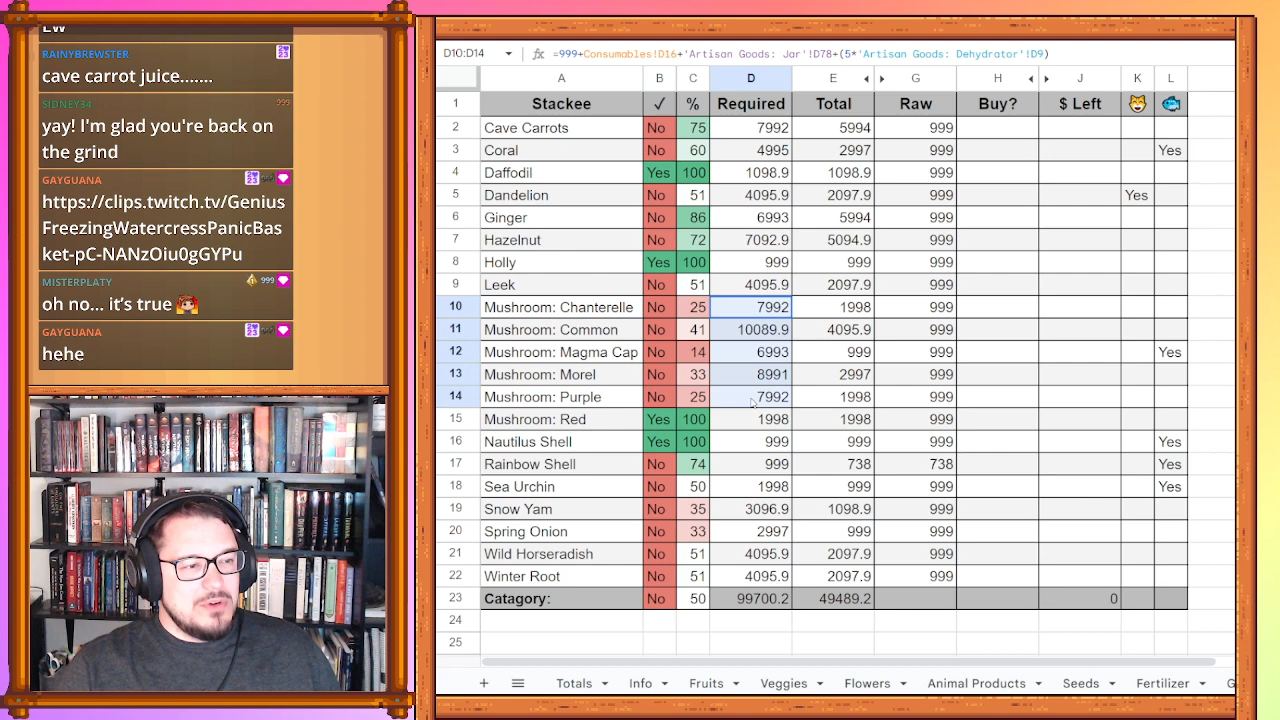 EW
RAINYBREWSTER
cave carrot juice.......
SIDNEY34 999
yay! I'm glad you're back on
the grind
GAYGUANA
https://clips.twitch.tv/Genius
FreezingWatercressPanicBas
ket-pC-NANzOiu0gGYPu
MISTERPLATY 999
oh no... it's true
GAYGUANA
hehe
D10:D14 fx =999+Consumables!D16+'Artisan Goods: Jar'!D78+(5*'Artisan Goods: Dehydrator'!D9)
A B C D E G H J K L
1 Stackee ✓ % Required Total Raw Buy? $ Left
2 Cave Carrots No 75 7992 5994 999
3 Coral No 60 4995 2997 999 Yes
4 Daffodil Yes 100 1098.9 1098.9 999
5 Dandelion No 51 4095.9 2097.9 999 Yes
6 Ginger No 86 6993 5994 999
7 Hazelnut No 72 7092.9 5094.9 999
8 Holly Yes 100 999 999 999
9 Leek No 51 4095.9 2097.9 999
10 Mushroom: Chanterelle No 25 7992 1998 999
11 Mushroom: Common No 41 10089.9 4095.9 999
12 Mushroom: Magma Cap No 14 6993 999 999 Yes
13 Mushroom: Morel No 33 8991 2997 999
14 Mushroom: Purple No 25 7992 1998 999
15 Mushroom: Red Yes 100 1998 1998 999
16 Nautilus Shell Yes 100 999 999 999 Yes
17 Rainbow Shell No 74 999 738 738 Yes
18 Sea Urchin No 50 1998 999 999 Yes
19 Snow Yam No 35 3096.9 1098.9 999
20 Spring Onion No 33 2997 999 999
21 Wild Horseradish No 51 4095.9 2097.9 999
22 Winter Root No 51 4095.9 2097.9 999
23 Catagory: No 50 99700.2 49489.2 0
24
25
+ Totals Info Fruits Veggies Flowers Animal Products Seeds Fertilizer G